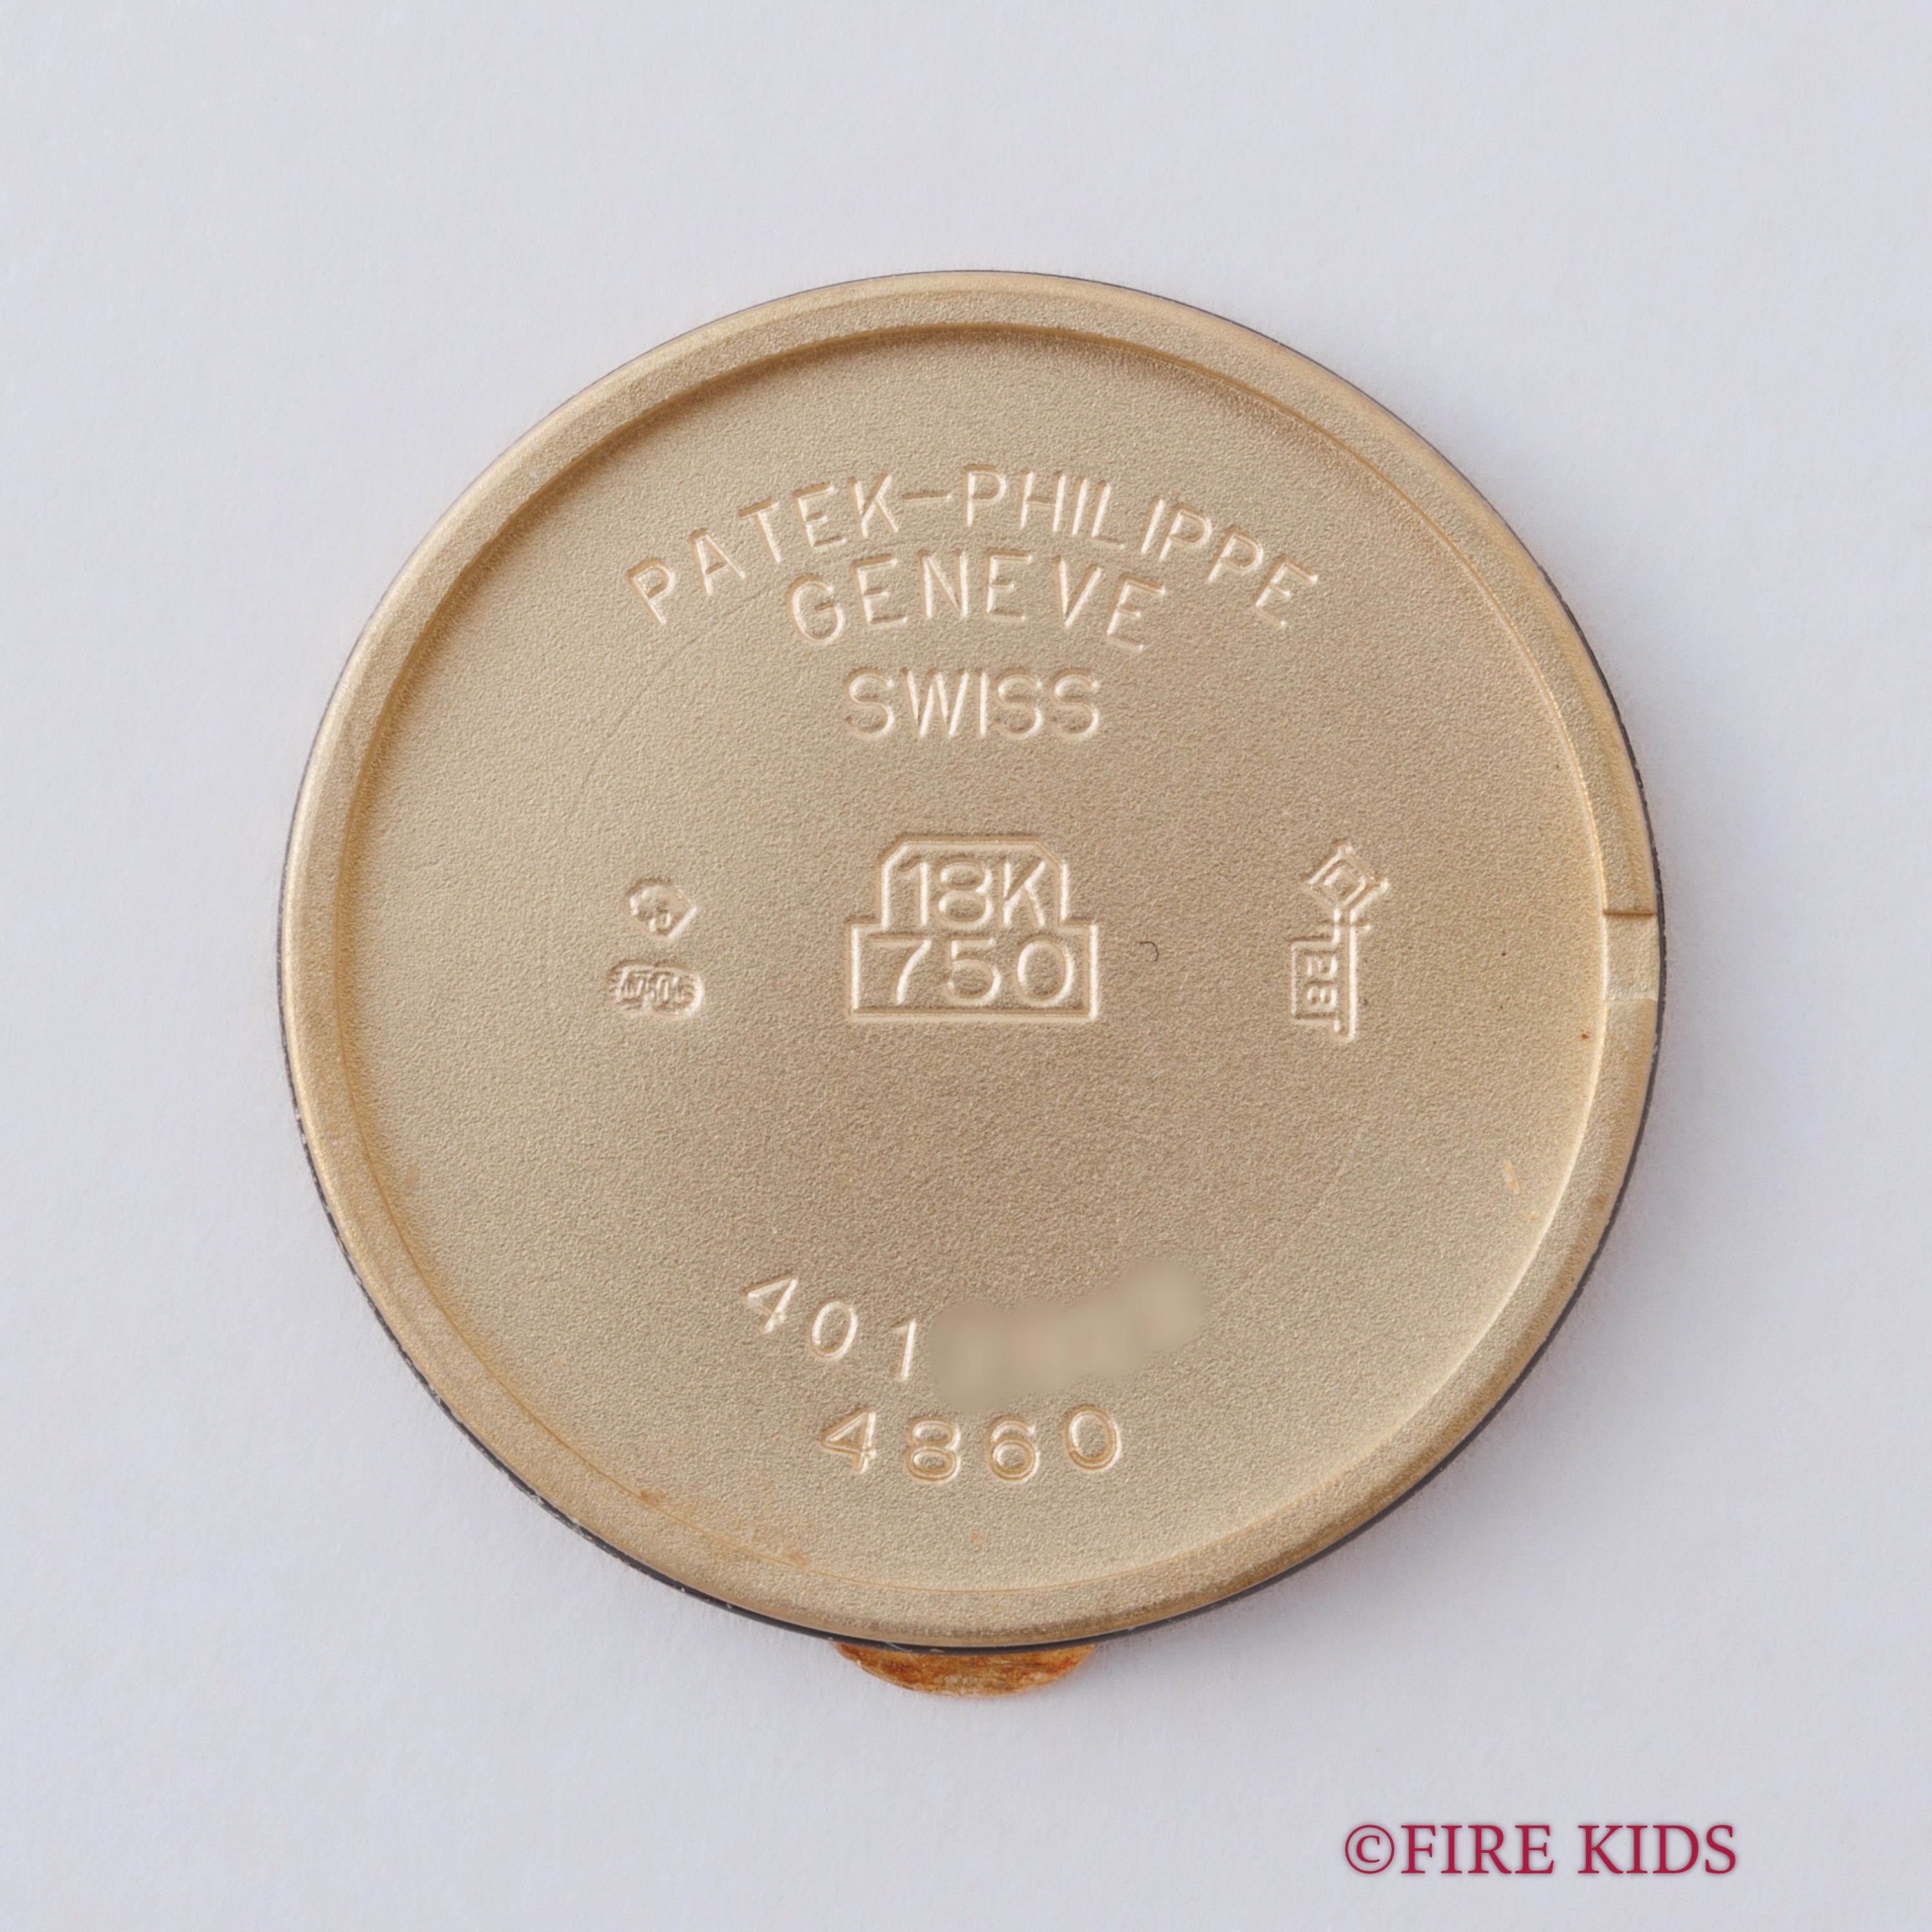 PATEK-PHILIPPE
GENEVE
SWISS
18K
750
401
4860
©FIRE KIDS